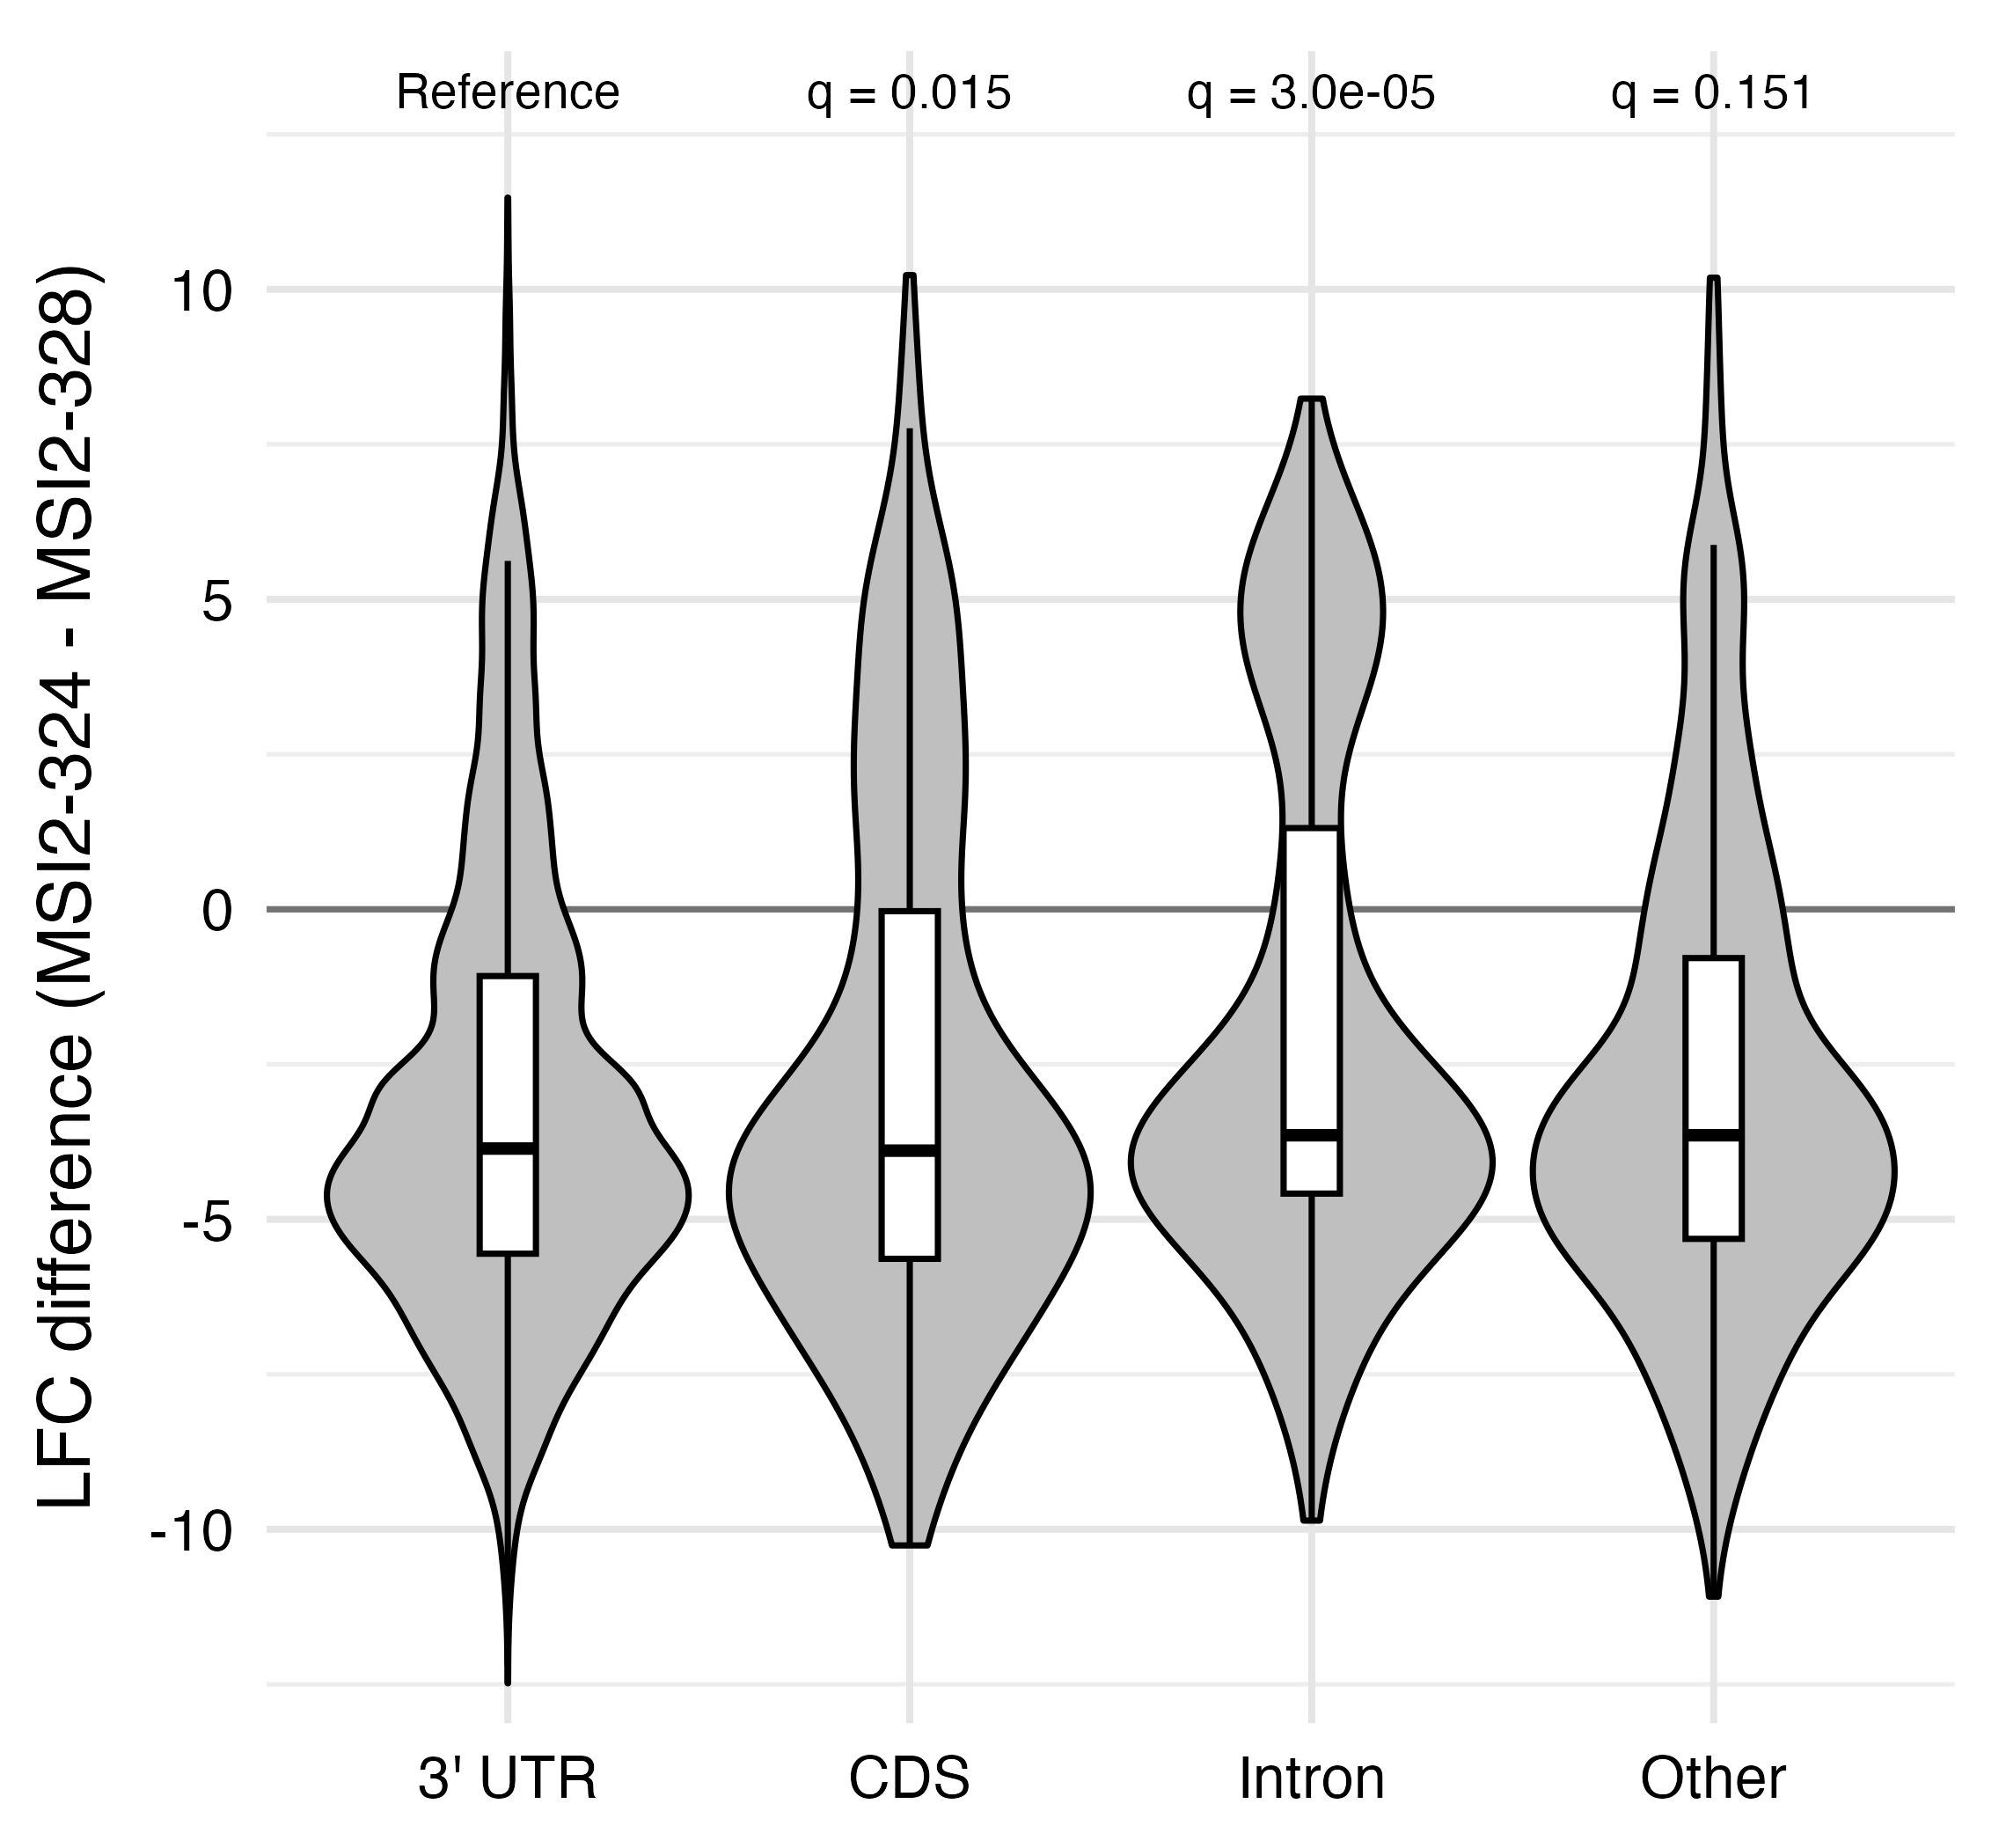 Reference
q = 0.015
q = 3.0e-05
q = 0.151
LFC difference (MSI2-324 - MSI2-328)
10
5
0
-5
-10
3' UTR
CDS
Intron
Other